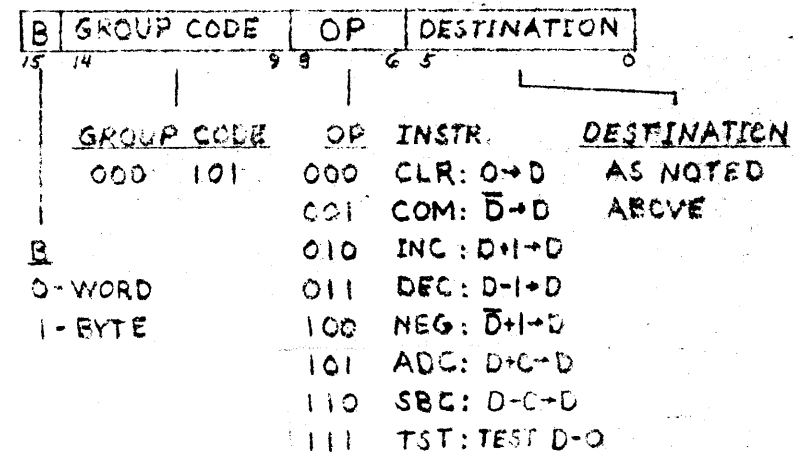 B GROUP CODE OP DESTINATION
15 14 9 8 6 5 0
GROUP CODE OP INSTR. DESTINATION
000 101 000 CLR: 0→D AS NOTED
001 COM: D̅→D ABOVE
B 010 INC: D+1→D
0-WORD 011 DEC: D-1→D
1-BYTE 100 NEG: D̅+1→D
101 ADC: D+C→D
110 SBC: D-C→D
111 TST: TEST D-0